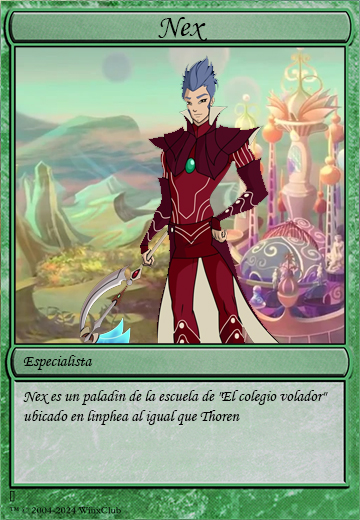 Nex
Especialista
Nex es un paladín de la escuela de "El colegio volador"
ubicado en linphea al igual que Thoren
™ © 2004-2024 WinxClub